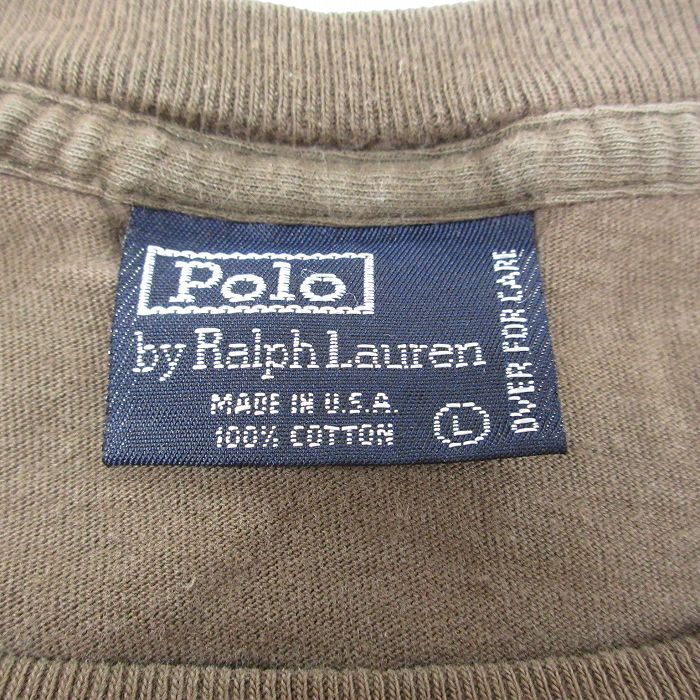 Polo
by Ralph Lauren
MADE IN U.S.A.
100% COTTON
L
OVER FOR CARE